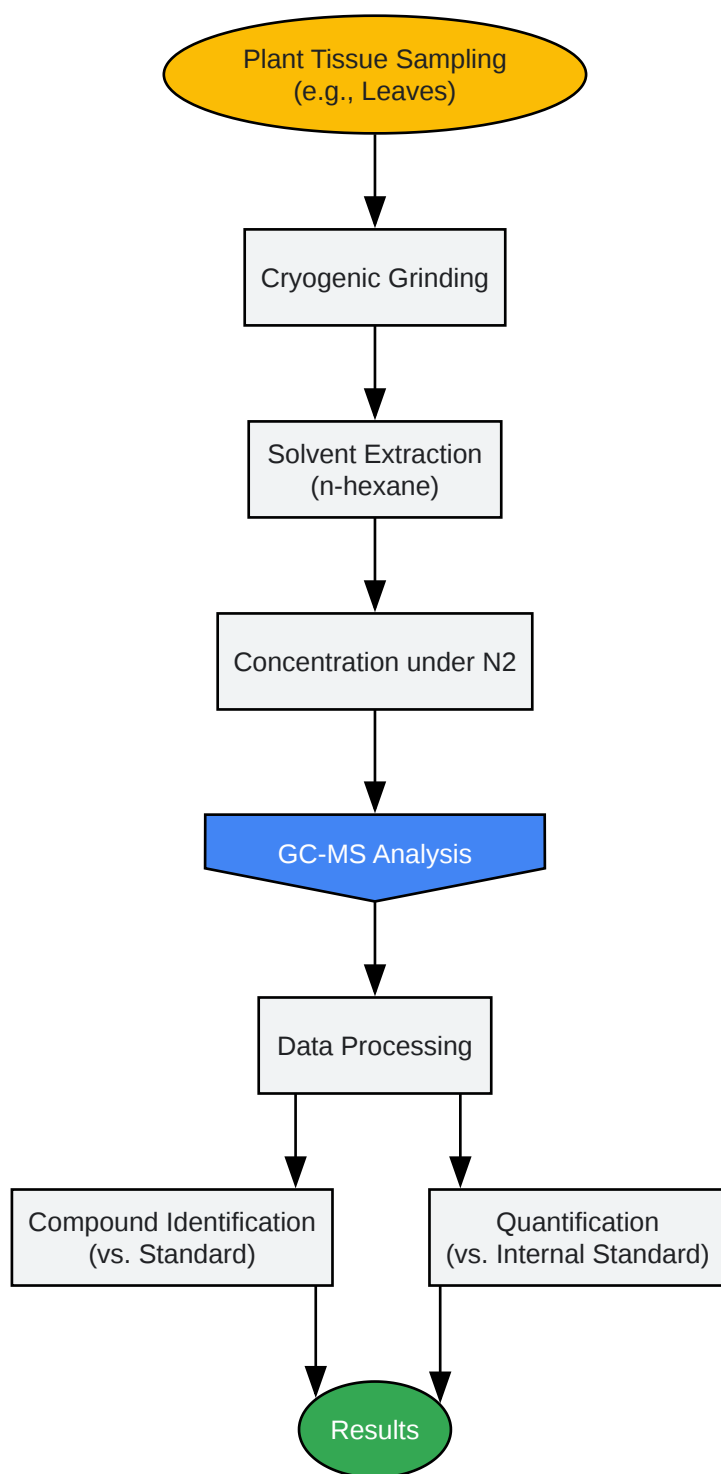 Plant Tissue Sampling
(e.g., Leaves)
Cryogenic Grinding
Solvent Extraction
(n-hexane)
Concentration under N2
GC-MS Analysis
Data Processing
Compound Identification
(vs. Standard)
Quantification
(vs. Internal Standard)
Results